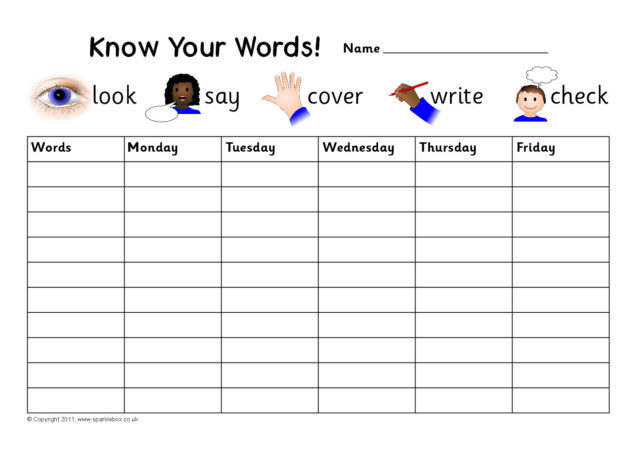 Know Your Words! Name
look say cover write check
Words Monday Tuesday Wednesday Thursday Friday
© Copyright 2011, www.sparklebox.co.uk